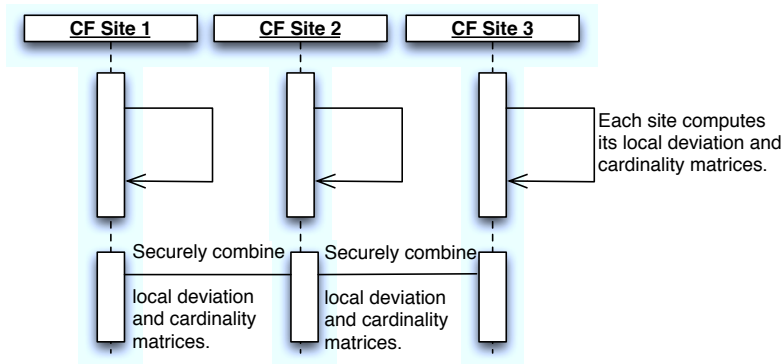 CF Site 1
CF Site 2
CF Site 3
Each site computes
its local deviation and
cardinality matrices.
Securely combine
local deviation
and cardinality
matrices.
Securely combine
local deviation
and cardinality
matrices.